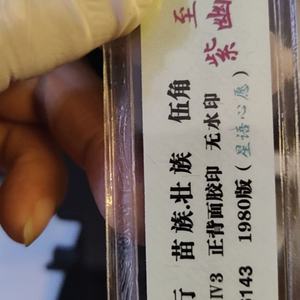 行 苗族.壮族 伍角 至
IV3 正背面胶印 无水印 紫幽
143 1980版(星语心愿)